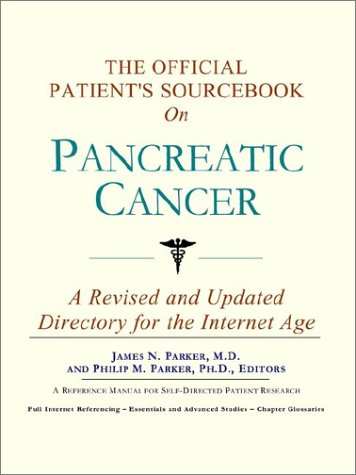 THE OFFICIAL
PATIENT'S SOURCEBOOK
On
PANCREATIC
CANCER
A Revised and Updated
Directory for the Internet Age
JAMES N. PARKER, M.D.
AND PHILIP M. PARKER, PH.D., EDITORS
A REFERENCE MANUAL FOR SELF-DIRECTED PATIENT RESEARCH
Full Internet Referencing – Essentials and Advanced Studies – Chapter Glossaries